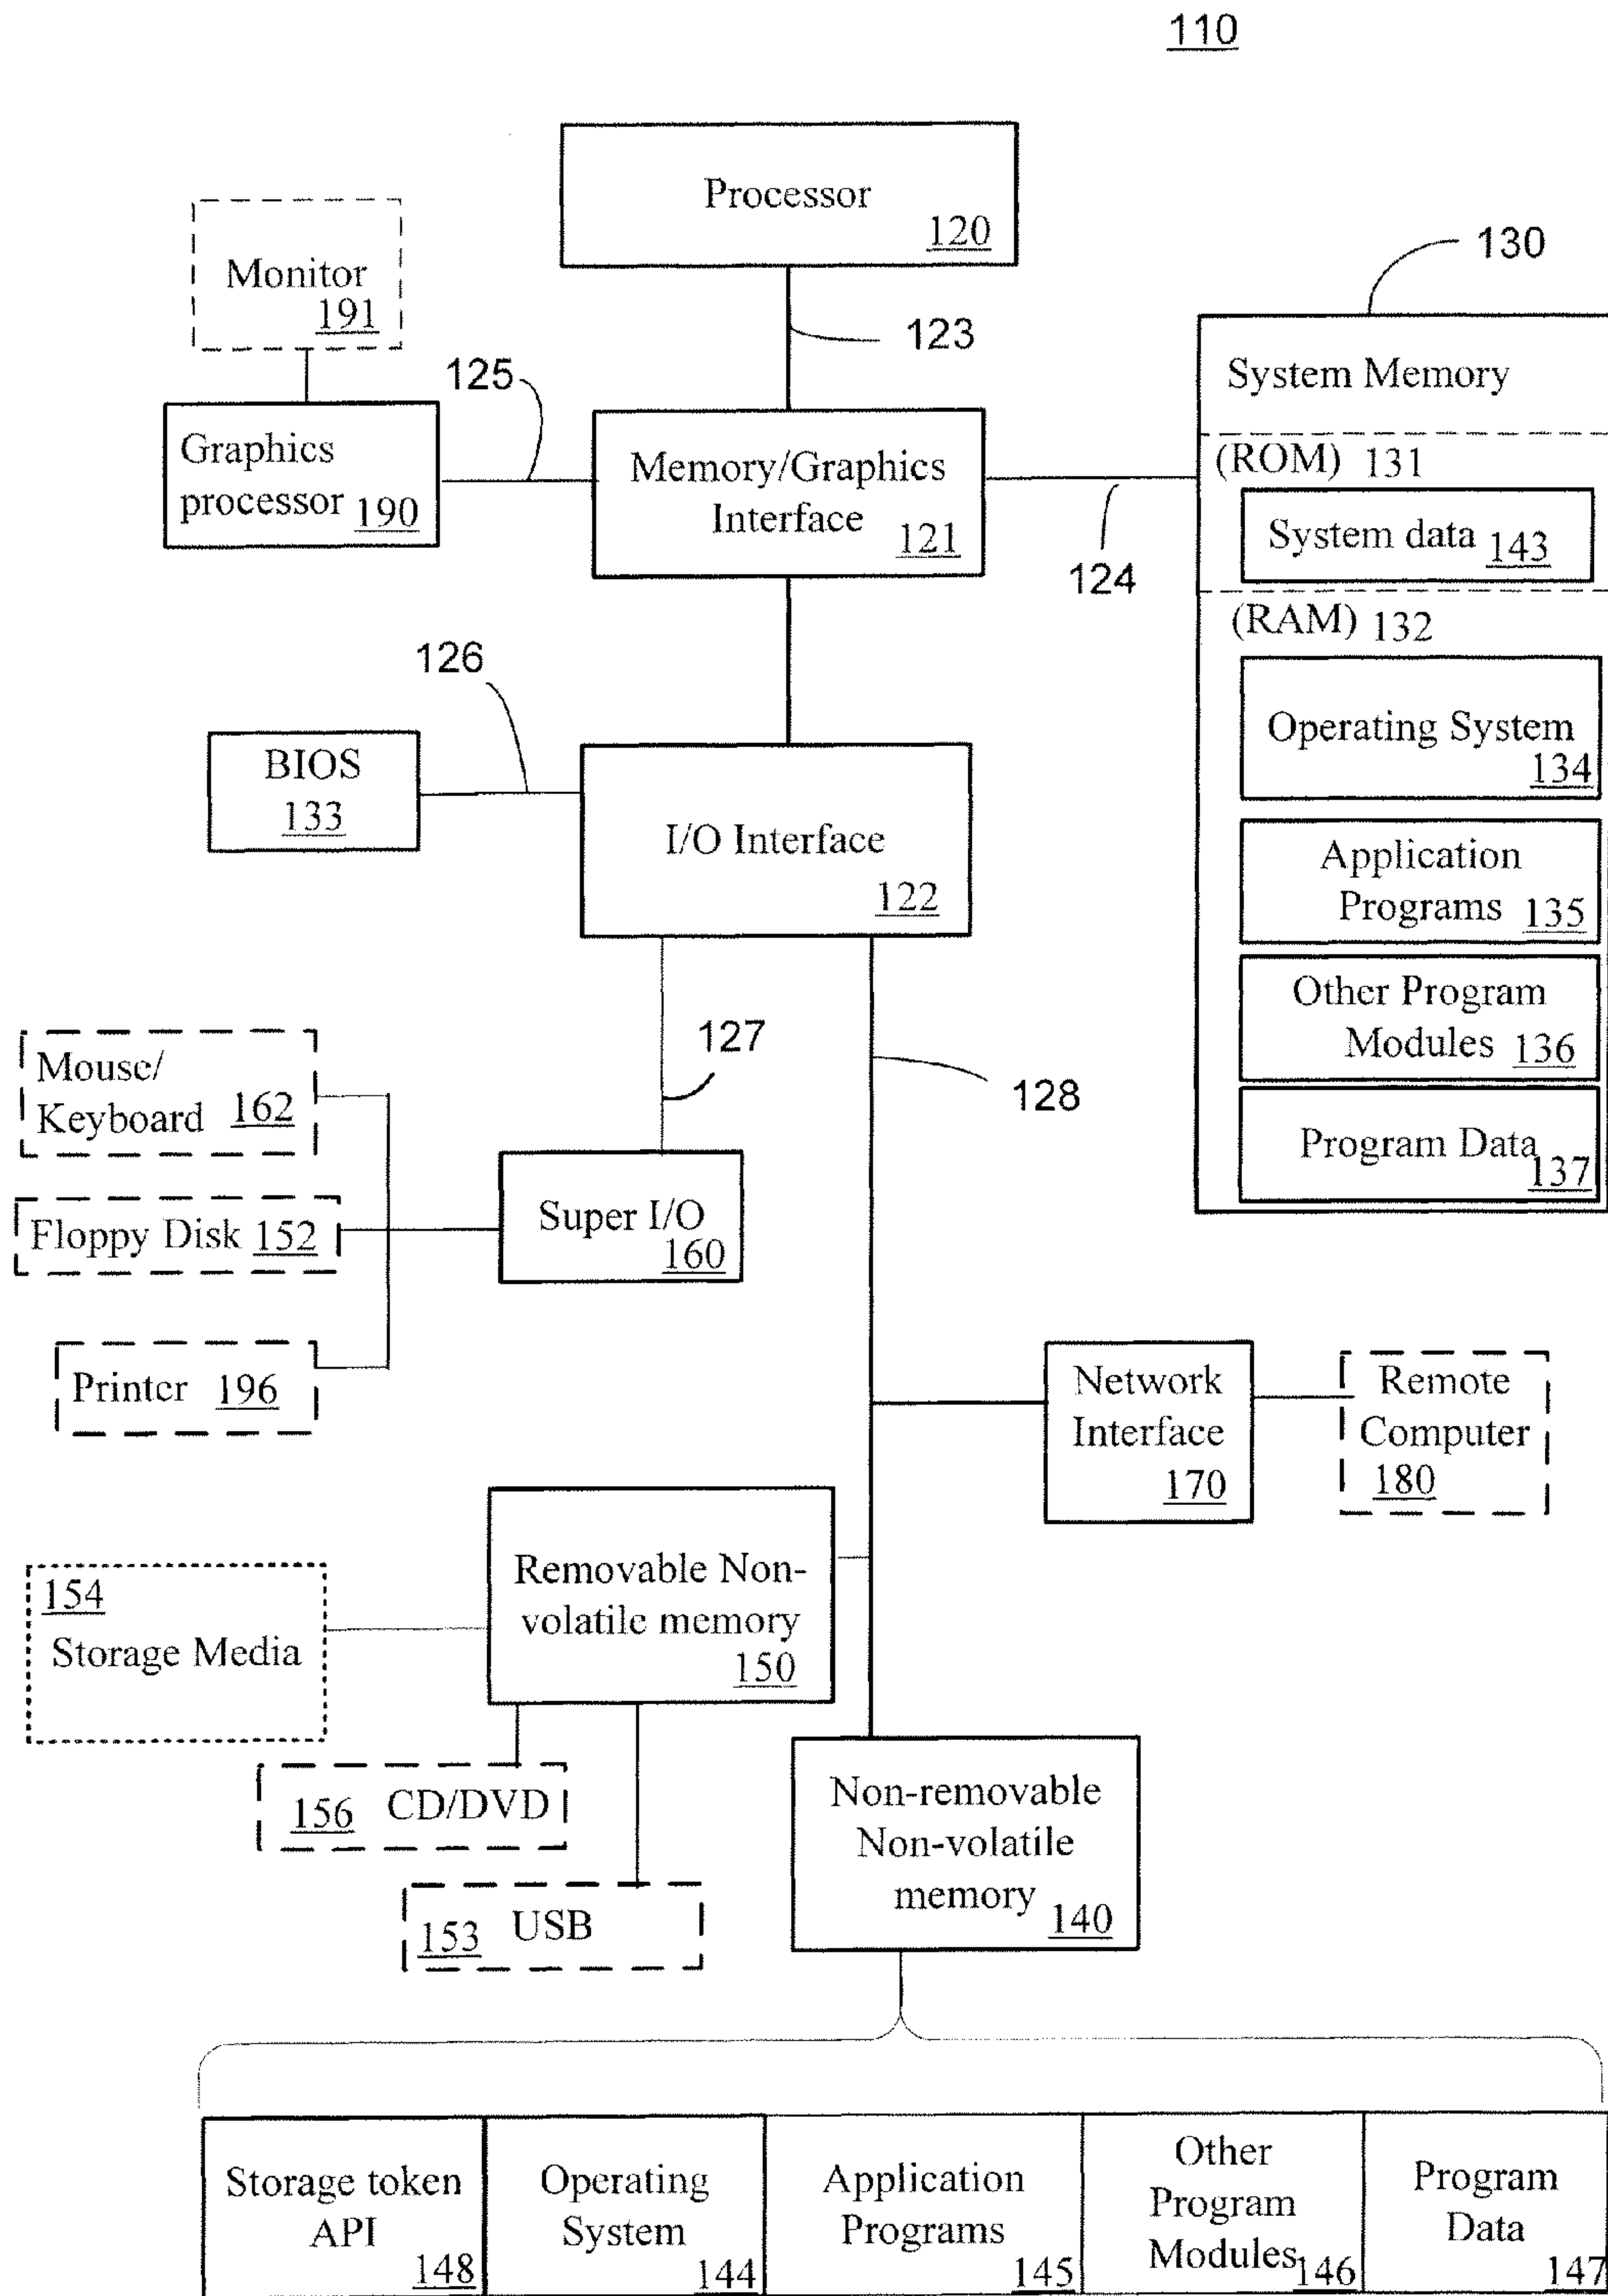 110
Processor
120
Monitor
191
130
123
125
System Memory
Graphics
processor 190
Memory/Graphics
Interface
121
(ROM) 131
System data 143
124
(RAM) 132
126
Operating System
134
BIOS
133
I/O Interface
122
Application
Programs 135
Other Program
Modules 136
127
128
Mouse/
Keyboard 162
Program Data
137
Super I/O
160
Floppy Disk 152
Printer 196
Network
Interface
170
Remote
Computer
180
Removable Non-
volatile memory
150
154
Storage Media
156 CD/DVD
Non-removable
Non-volatile
memory
140
153 USB
Storage token
API
148
Operating
System
144
Application
Programs
145
Other
Program
Modules 146
Program
Data
147